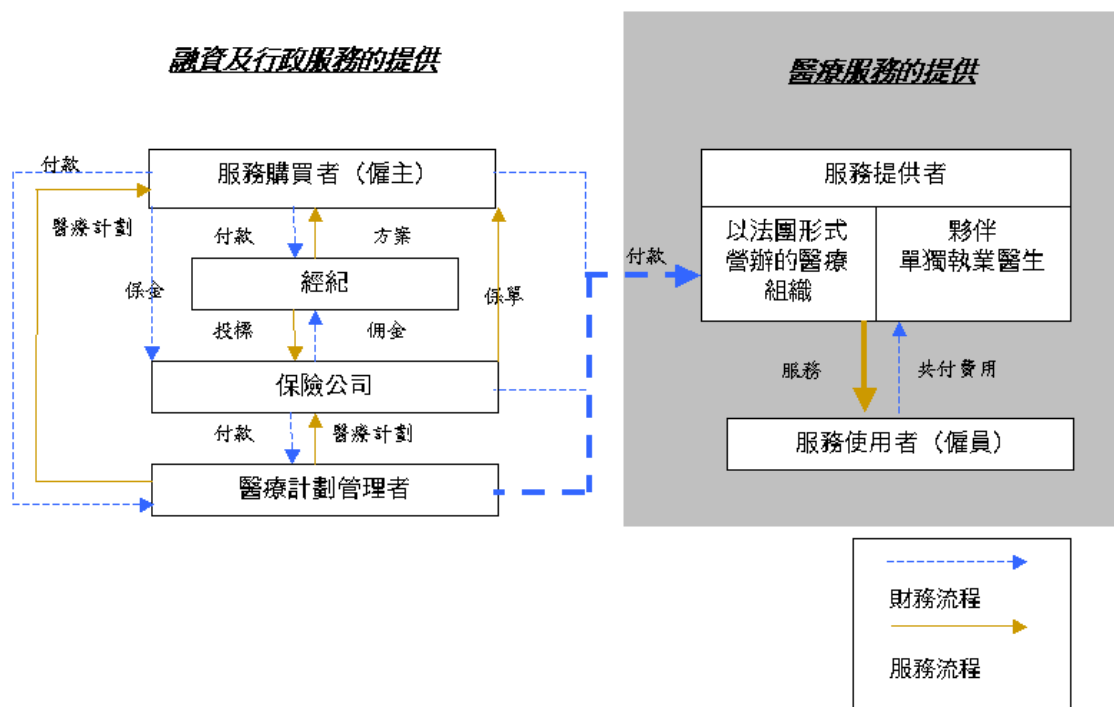 融資及行政服務的提供
醫療服務的提供
付款
服務購買者（僱主）
醫療計劃
付款
方案
保金
經紀
保單
投標
佣金
保險公司
付款
醫療計劃
醫療計劃管理者
付款
服務提供者
以法團形式
營辦的醫療
組織
夥伴
單獨執業醫生
服務
共付費用
服務使用者（僱員）
財務流程
服務流程